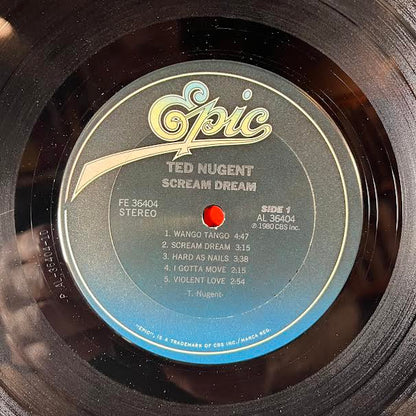 Epic
TED NUGENT
SCREAM DREAM
FE 36404
STEREO
SIDE 1
AL 36404
℗ 1980 CBS Inc.
1. WANGO TANGO 4:47
2. SCREAM DREAM 3:15
3. HARD AS NAILS 3:38
4. I GOTTA MOVE 2:15
5. VIOLENT LOVE 2:54
-T. Nugent-
"EPIC", IS A TRADEMARK OF CBS INC./MARCA REG.